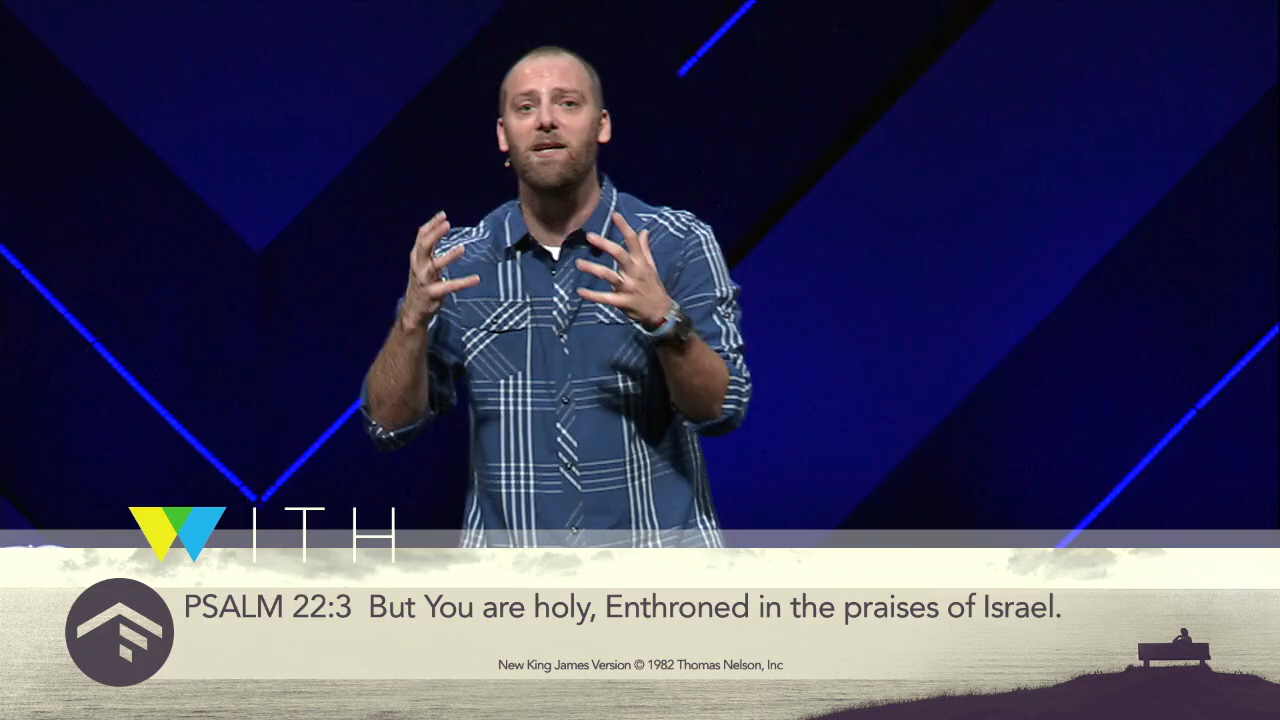 WITH
PSALM 22:3 But You are holy, Enthroned in the praises of Israel.
New King James Version © 1982 Thomas Nelson, Inc